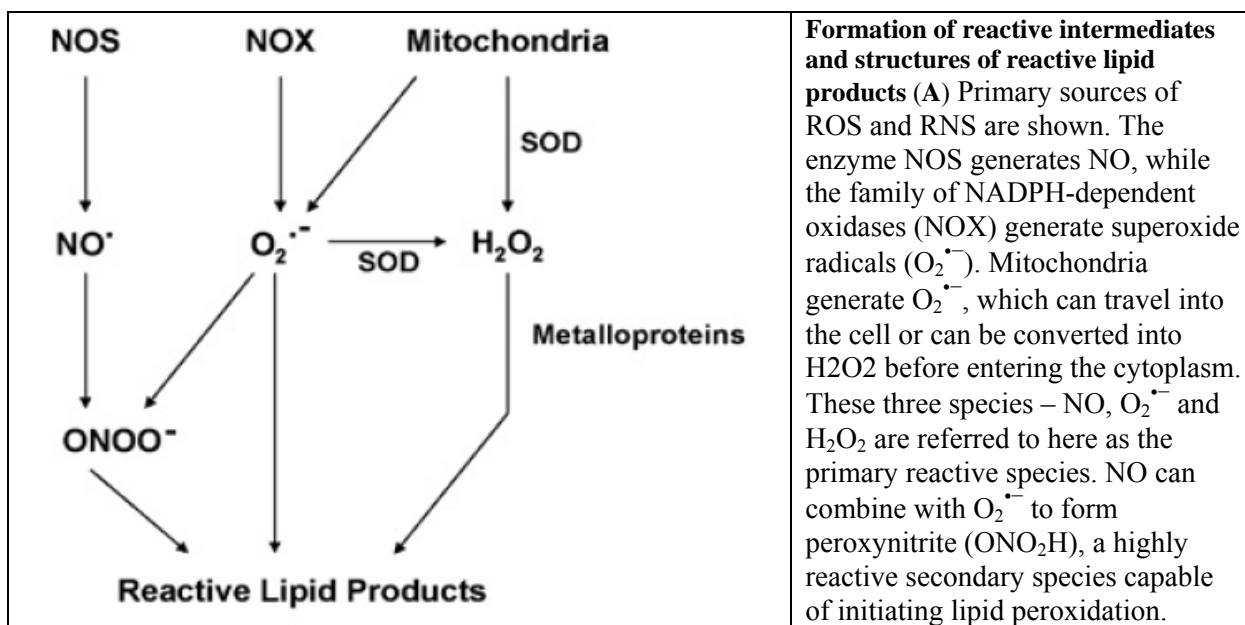 NOS NOX Mitochondria
SOD
NO• O₂•⁻ SOD H₂O₂
Metalloproteins
ONOO⁻
Reactive Lipid Products
Formation of reactive intermediates
and structures of reactive lipid
products (A) Primary sources of
ROS and RNS are shown. The
enzyme NOS generates NO, while
the family of NADPH-dependent
oxidases (NOX) generate superoxide
radicals (O₂•⁻). Mitochondria
generate O₂•⁻, which can travel into
the cell or can be converted into
H2O2 before entering the cytoplasm.
These three species – NO, O₂•⁻ and
H₂O₂ are referred to here as the
primary reactive species. NO can
combine with O₂•⁻ to form
peroxynitrite (ONO₂H), a highly
reactive secondary species capable
of initiating lipid peroxidation.